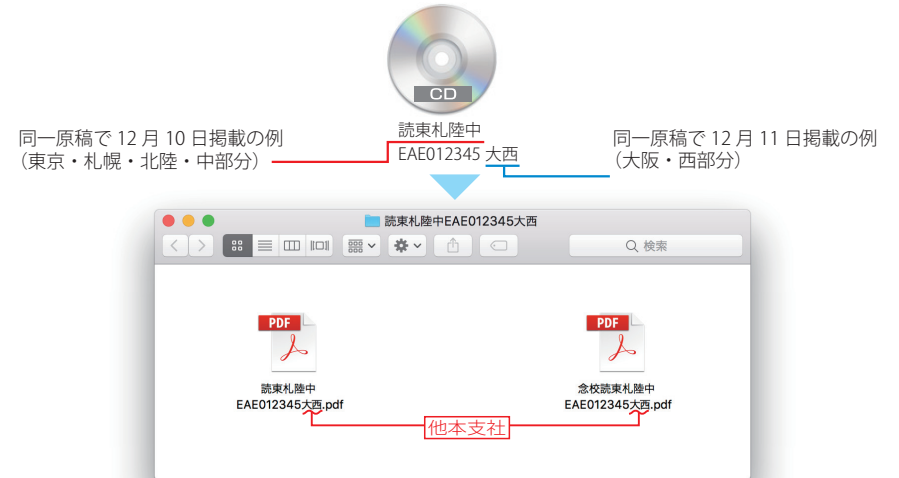 CD
読東札陸中
EAE012345 大西
同一原稿で 12 月 10 日掲載の例
（東京・札幌・北陸・中部分）
同一原稿で 12 月 11 日掲載の例
（大阪・西部分）
読東札陸中EAE012345大西
検索
PDF
読東札陸中
EAE012345大西.pdf
PDF
念校読東札陸中
EAE012345大西.pdf
他本支社